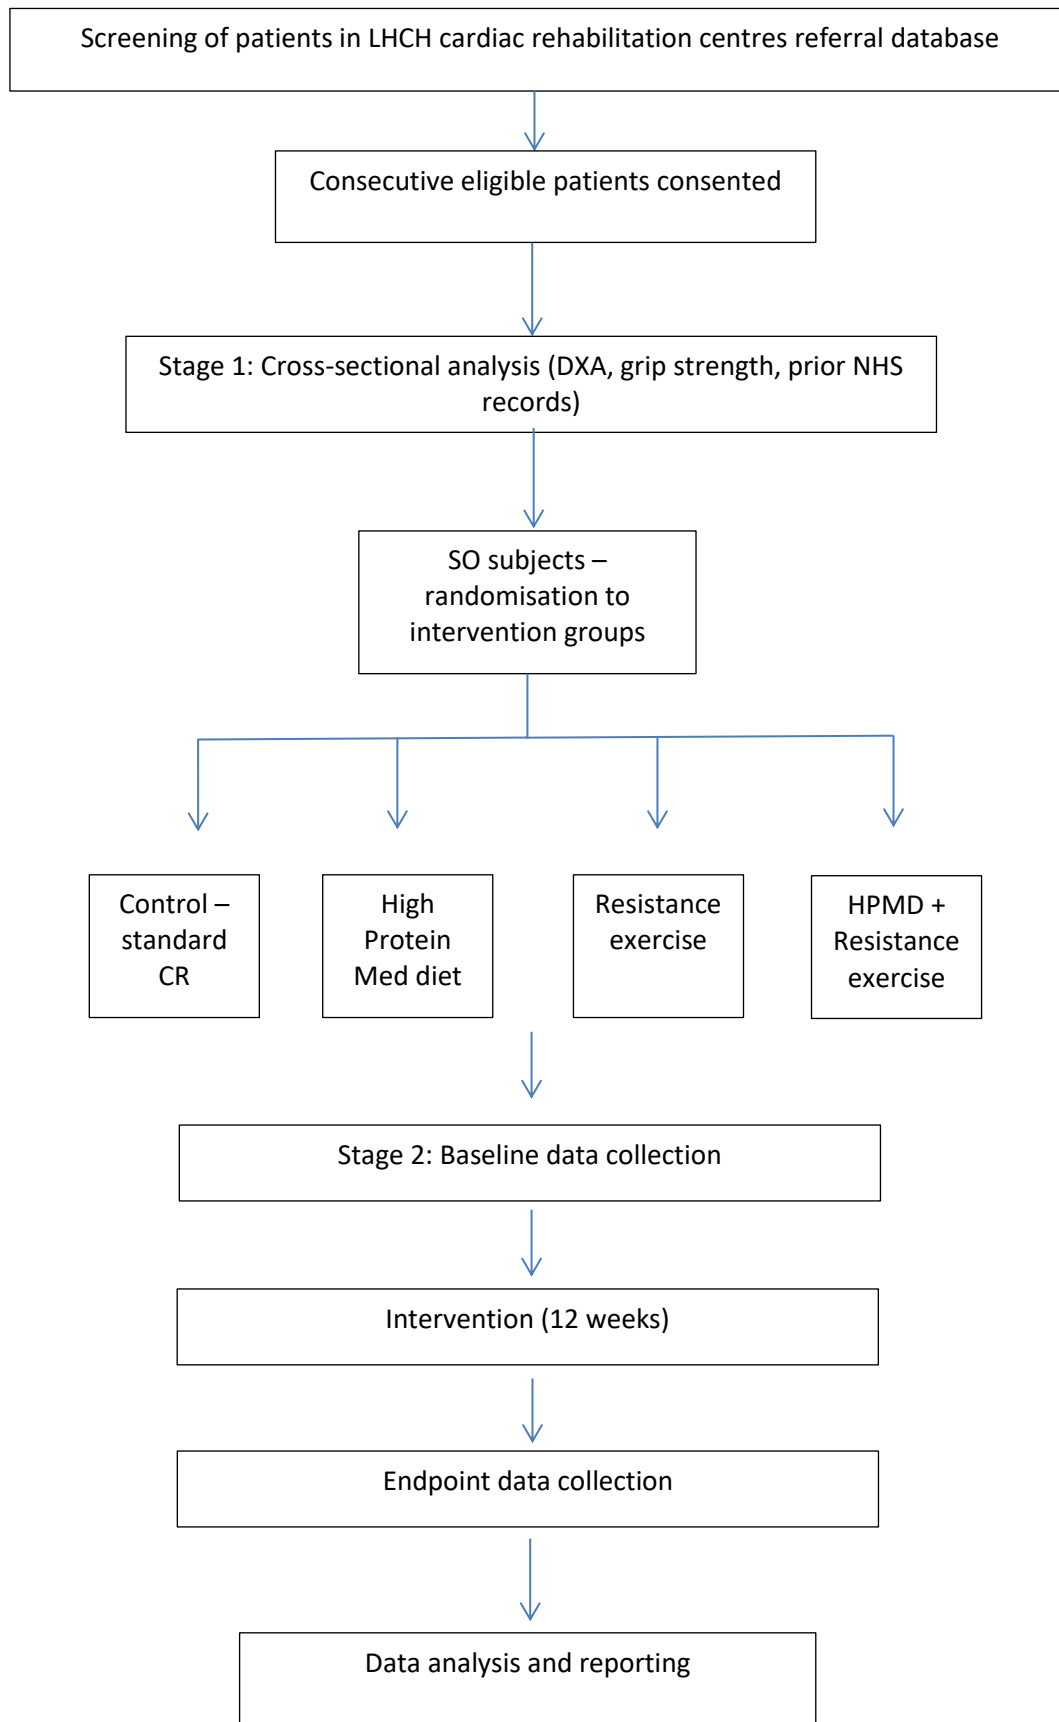 Screening of patients in LHCH cardiac rehabilitation centres referral database
Consecutive eligible patients consented
Stage 1: Cross-sectional analysis (DXA, grip strength, prior NHS
records)
SO subjects –
randomisation to
intervention groups
Control –
standard
CR
High
Protein
Med diet
Resistance
exercise
HPMD +
Resistance
exercise
Stage 2: Baseline data collection
Intervention (12 weeks)
Endpoint data collection
Data analysis and reporting